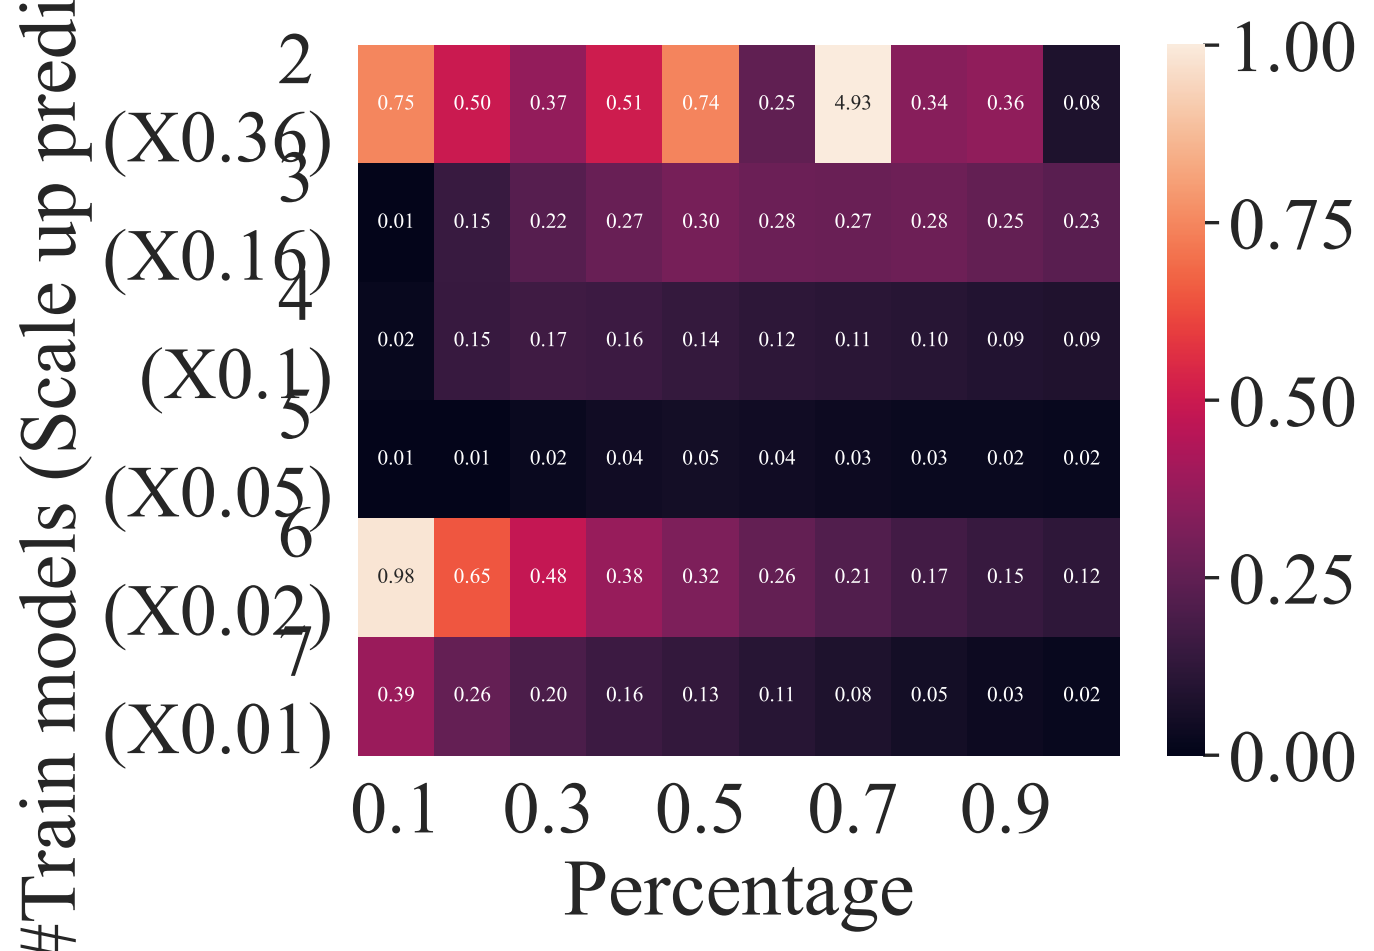 #Train models (Scale up predi
2
(X0.36)
3
(X0.16)
4
(X0.1)
5
(X0.05)
6
(X0.02)
7
(X0.01)
0.75 0.50 0.37 0.51 0.74 0.25 4.93 0.34 0.36 0.08
0.01 0.15 0.22 0.27 0.30 0.28 0.27 0.28 0.25 0.23
0.02 0.15 0.17 0.16 0.14 0.12 0.11 0.10 0.09 0.09
0.01 0.01 0.02 0.04 0.05 0.04 0.03 0.03 0.02 0.02
0.98 0.65 0.48 0.38 0.32 0.26 0.21 0.17 0.15 0.12
0.39 0.26 0.20 0.16 0.13 0.11 0.08 0.05 0.03 0.02
0.1 0.3 0.5 0.7 0.9
Percentage
1.00
0.75
0.50
0.25
0.00